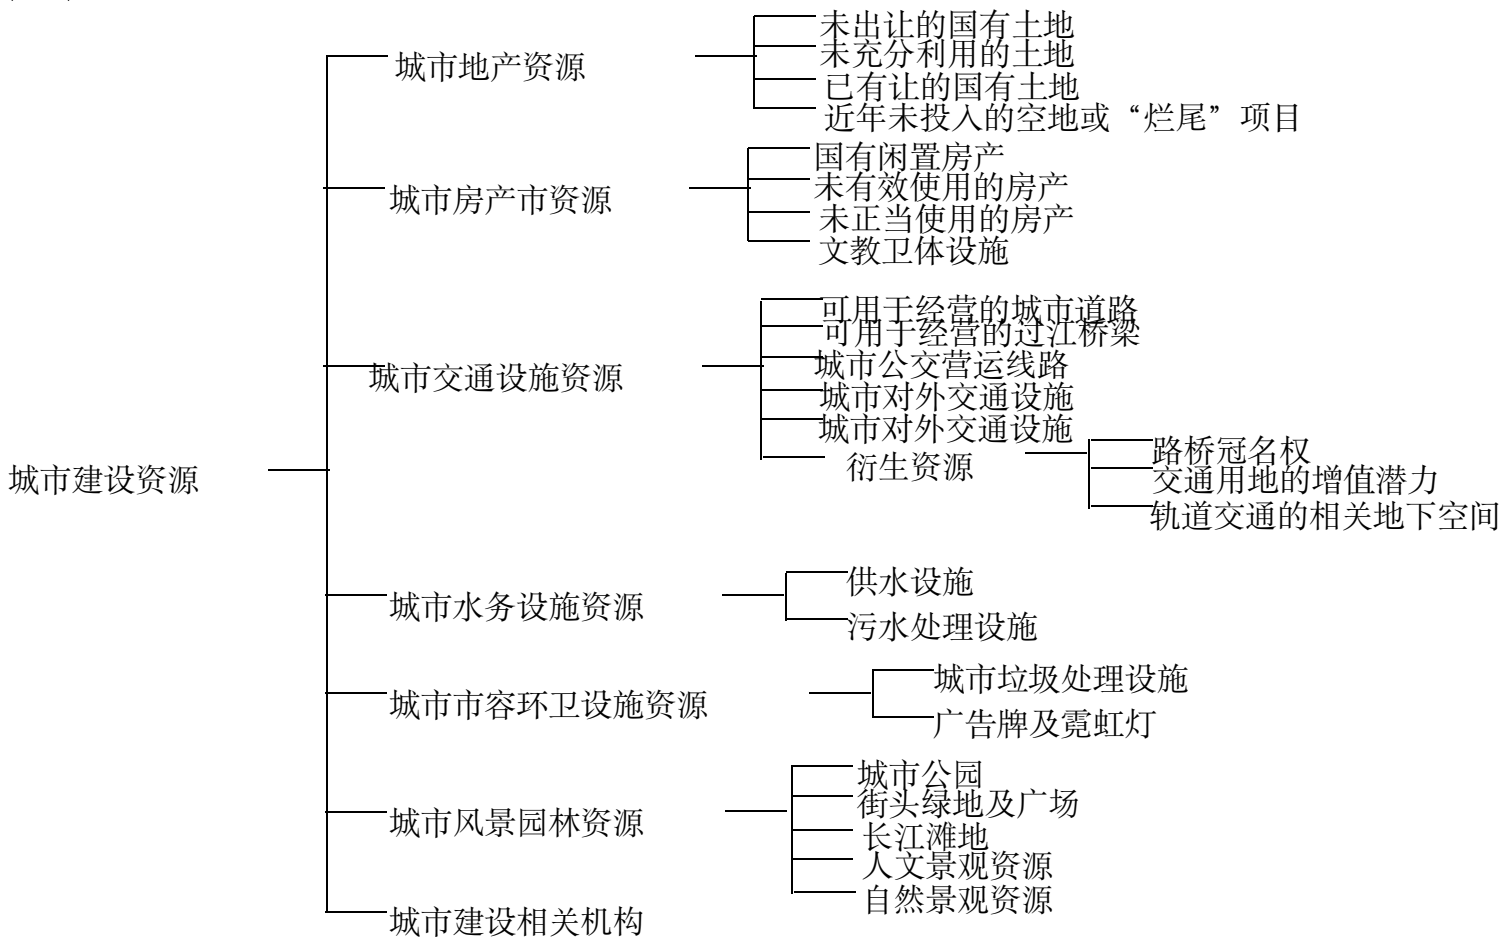 城市建设资源
城市地产资源
未出让的国有土地
未充分利用的土地
已有让的国有土地
近年未投入的空地或“烂尾”项目
城市房产市资源
国有闲置房产
未有效使用的房产
未正当使用的房产
文教卫体设施
城市交通设施资源
可用于经营的城市道路
可用于经营的过江桥梁
城市公交营运线路
城市对外交通设施
城市对外交通设施
衍生资源
路桥冠名权
交通用地的增值潜力
轨道交通的相关地下空间
城市水务设施资源
供水设施
污水处理设施
城市市容环卫设施资源
城市垃圾处理设施
广告牌及霓虹灯
城市风景园林资源
城市公园
街头绿地及广场
长江滩地
人文景观资源
自然景观资源
城市建设相关机构